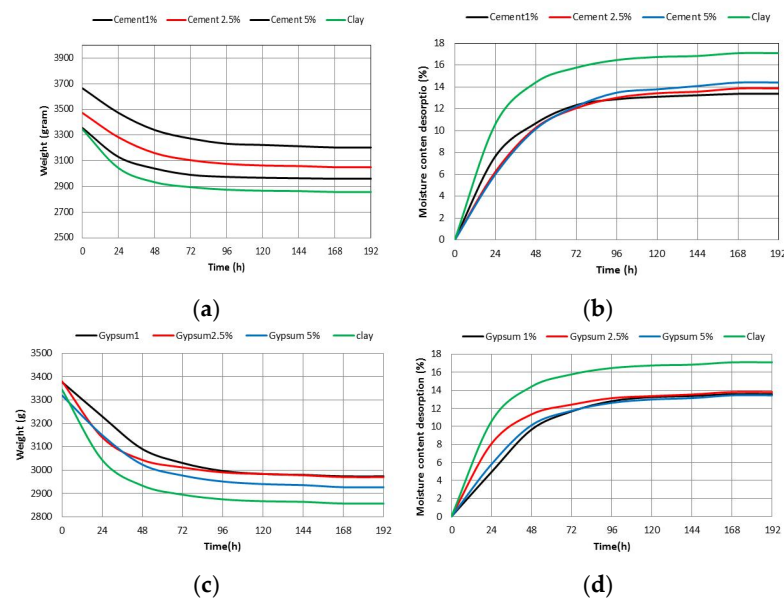 Cement1% Cement 2.5% Cement 5% Clay
3900
3700
3500
3300
3100
2900
2700
2500
Weight (gram)
0 24 48 72 96 120 144 168 192
Time (h)
(a)
Cement1% Cement 2.5% Cement 5% Clay
18
16
14
12
10
8
6
4
2
0
Moisture conten desorptio (%)
0 24 48 72 96 120 144 168 192
Time (h)
(b)
Gypsum1 Gypsum2.5% Gypsum 5% clay
3500
3400
3300
3200
3100
3000
2900
2800
Weight (g)
0 24 48 72 96 120 144 168 192
Time(h)
(c)
Gypsum 1% Gypsum 2.5% Gypsum 5% Clay
18
16
14
12
10
8
6
4
2
0
Moisture content desorption (%)
0 24 48 72 96 120 144 168 192
Time(h)
(d)